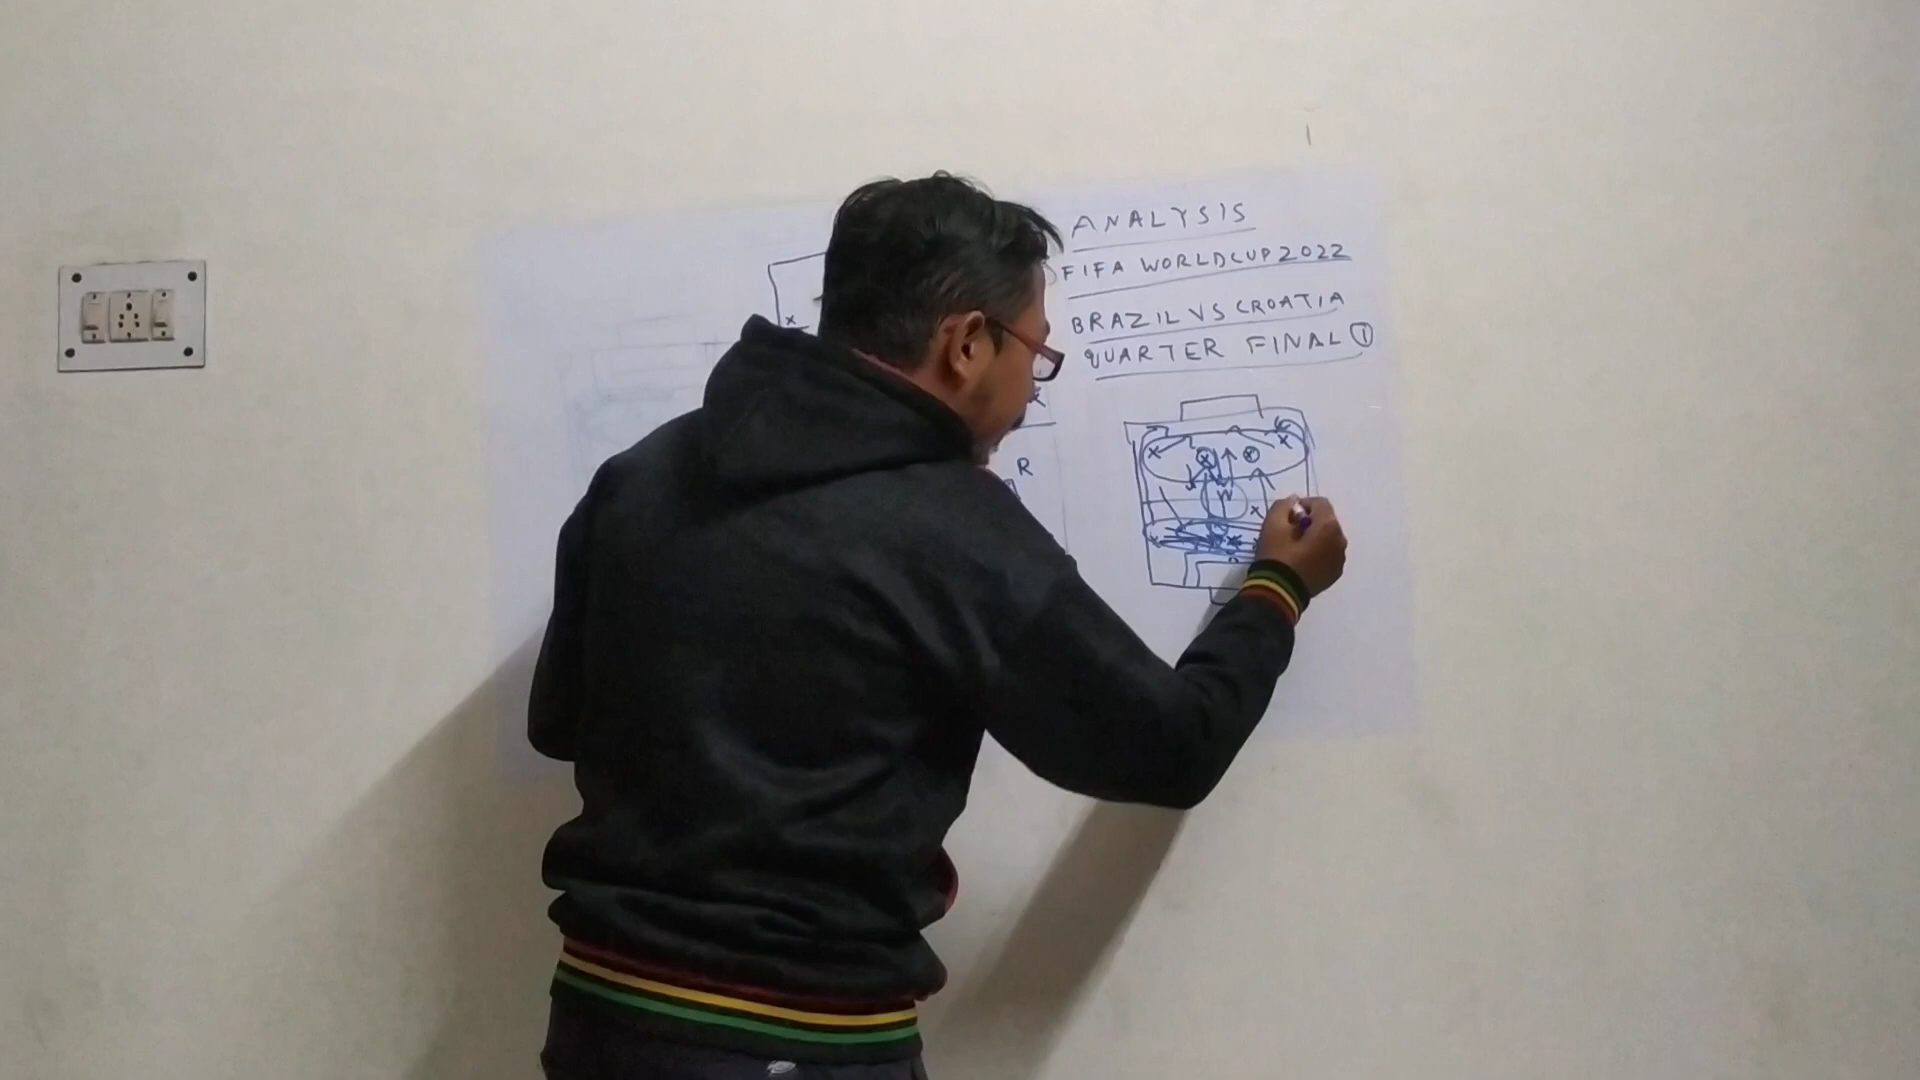 ANALYSIS
FIFA WORLDCUP 2022
BRAZIL VS CROATIA
QUARTER FINAL ①
R